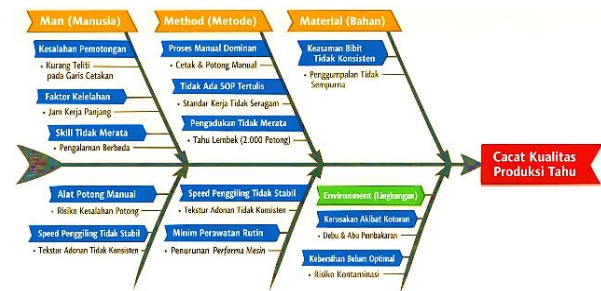 Man (Manusia)
Kesalahan Pemotongan
• Kurang Teliti
pada Garis Cetakan
Faktor Kelelahan
• Jam Kerja Panjang
Skill Tidak Merata
• Pengalaman Berbeda
Method (Metode)
Proses Manual Dominan
• Cetak & Potong Manual
Tidak Ada SOP Tertulis
• Standar Kerja Tidak Seragam
Pengadukan Tidak Merata
• Tahu Lembek (2.000 Potong)
Material (Bahan)
Keasaman Bibit
Tidak Konsisten
• Penggumpalan Tidak
Sempurna
Cacat Kualitas
Produksi Tahu
Alat Potong Manual
• Risiko Kesalahan Potong
Speed Penggiling Tidak Stabil
• Tekstur Adonan Tidak Konsisten
Speed Penggiling Tidak Stabil
• Tekstur Adonan Tidak Konsisten
Minim Perawatan Rutin
• Penurunan Performa Mesin
Environment (Lingkungan)
Kerusakan Akibat Kotoran
• Debu & Abu Pembakaran
Kebersihan Belum Optimal
• Risiko Kontaminasi